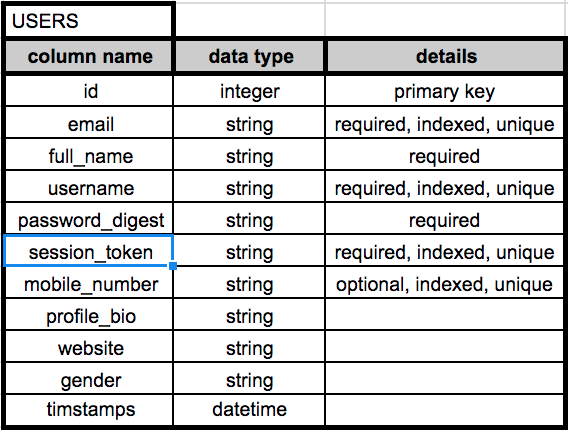 USERS
column name data type details
id integer primary key
email string required, indexed, unique
full_name string required
username string required, indexed, unique
password_digest string required
session_token string required, indexed, unique
mobile_number string optional, indexed, unique
profile_bio string
website string
gender string
timstamps datetime